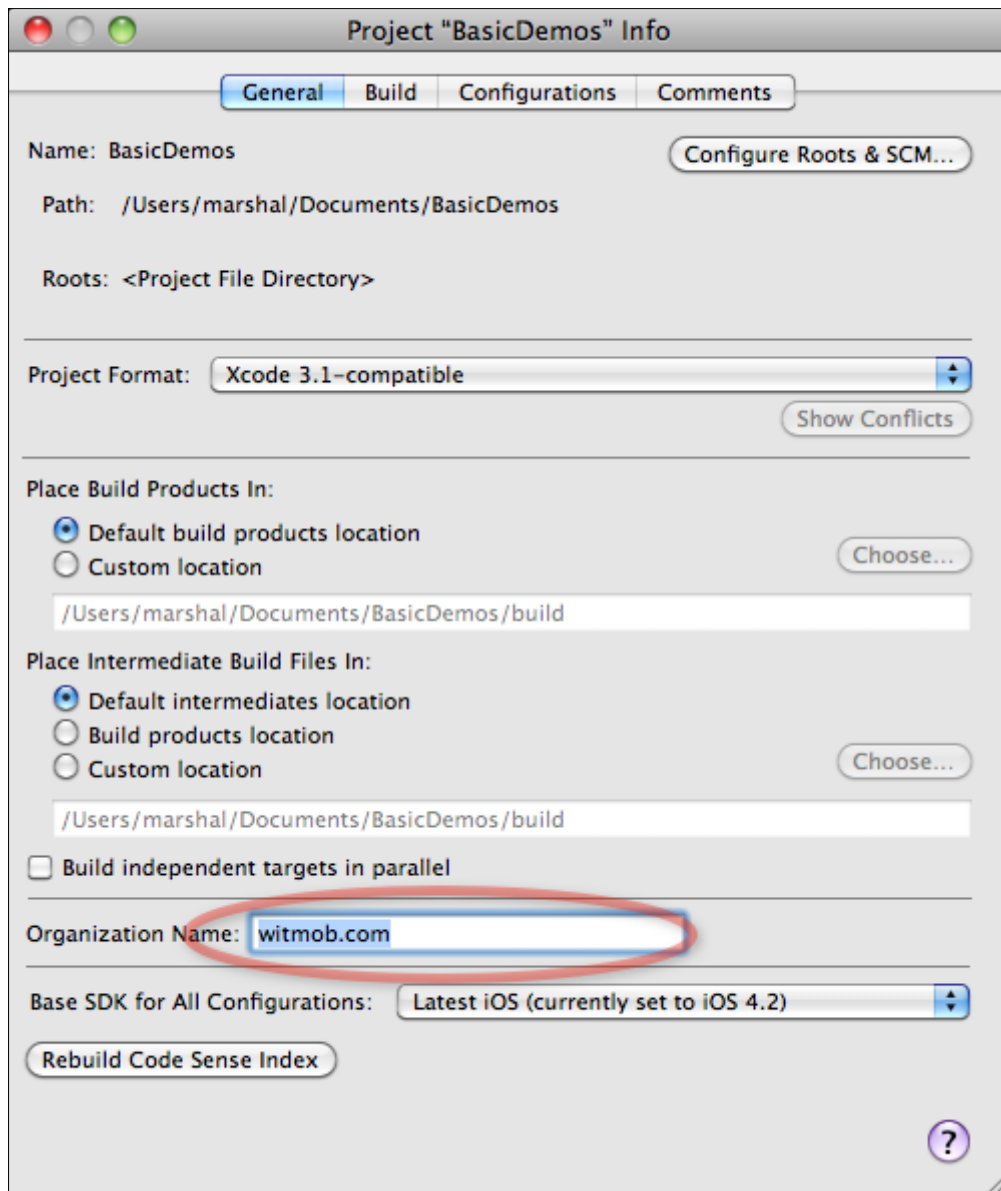 Project “BasicDemos” Info
General Build Configurations Comments
Name: BasicDemos
Configure Roots & SCM...
Path: /Users/marshal/Documents/BasicDemos
Roots: <Project File Directory>
Project Format: Xcode 3.1-compatible
Show Conflicts
Place Build Products In:
Default build products location
Custom location
Choose...
/Users/marshal/Documents/BasicDemos/build
Place Intermediate Build Files In:
Default intermediates location
Build products location
Custom location
Choose...
/Users/marshal/Documents/BasicDemos/build
Build independent targets in parallel
Organization Name: witmob.com
Base SDK for All Configurations: Latest iOS (currently set to iOS 4.2)
Rebuild Code Sense Index
?